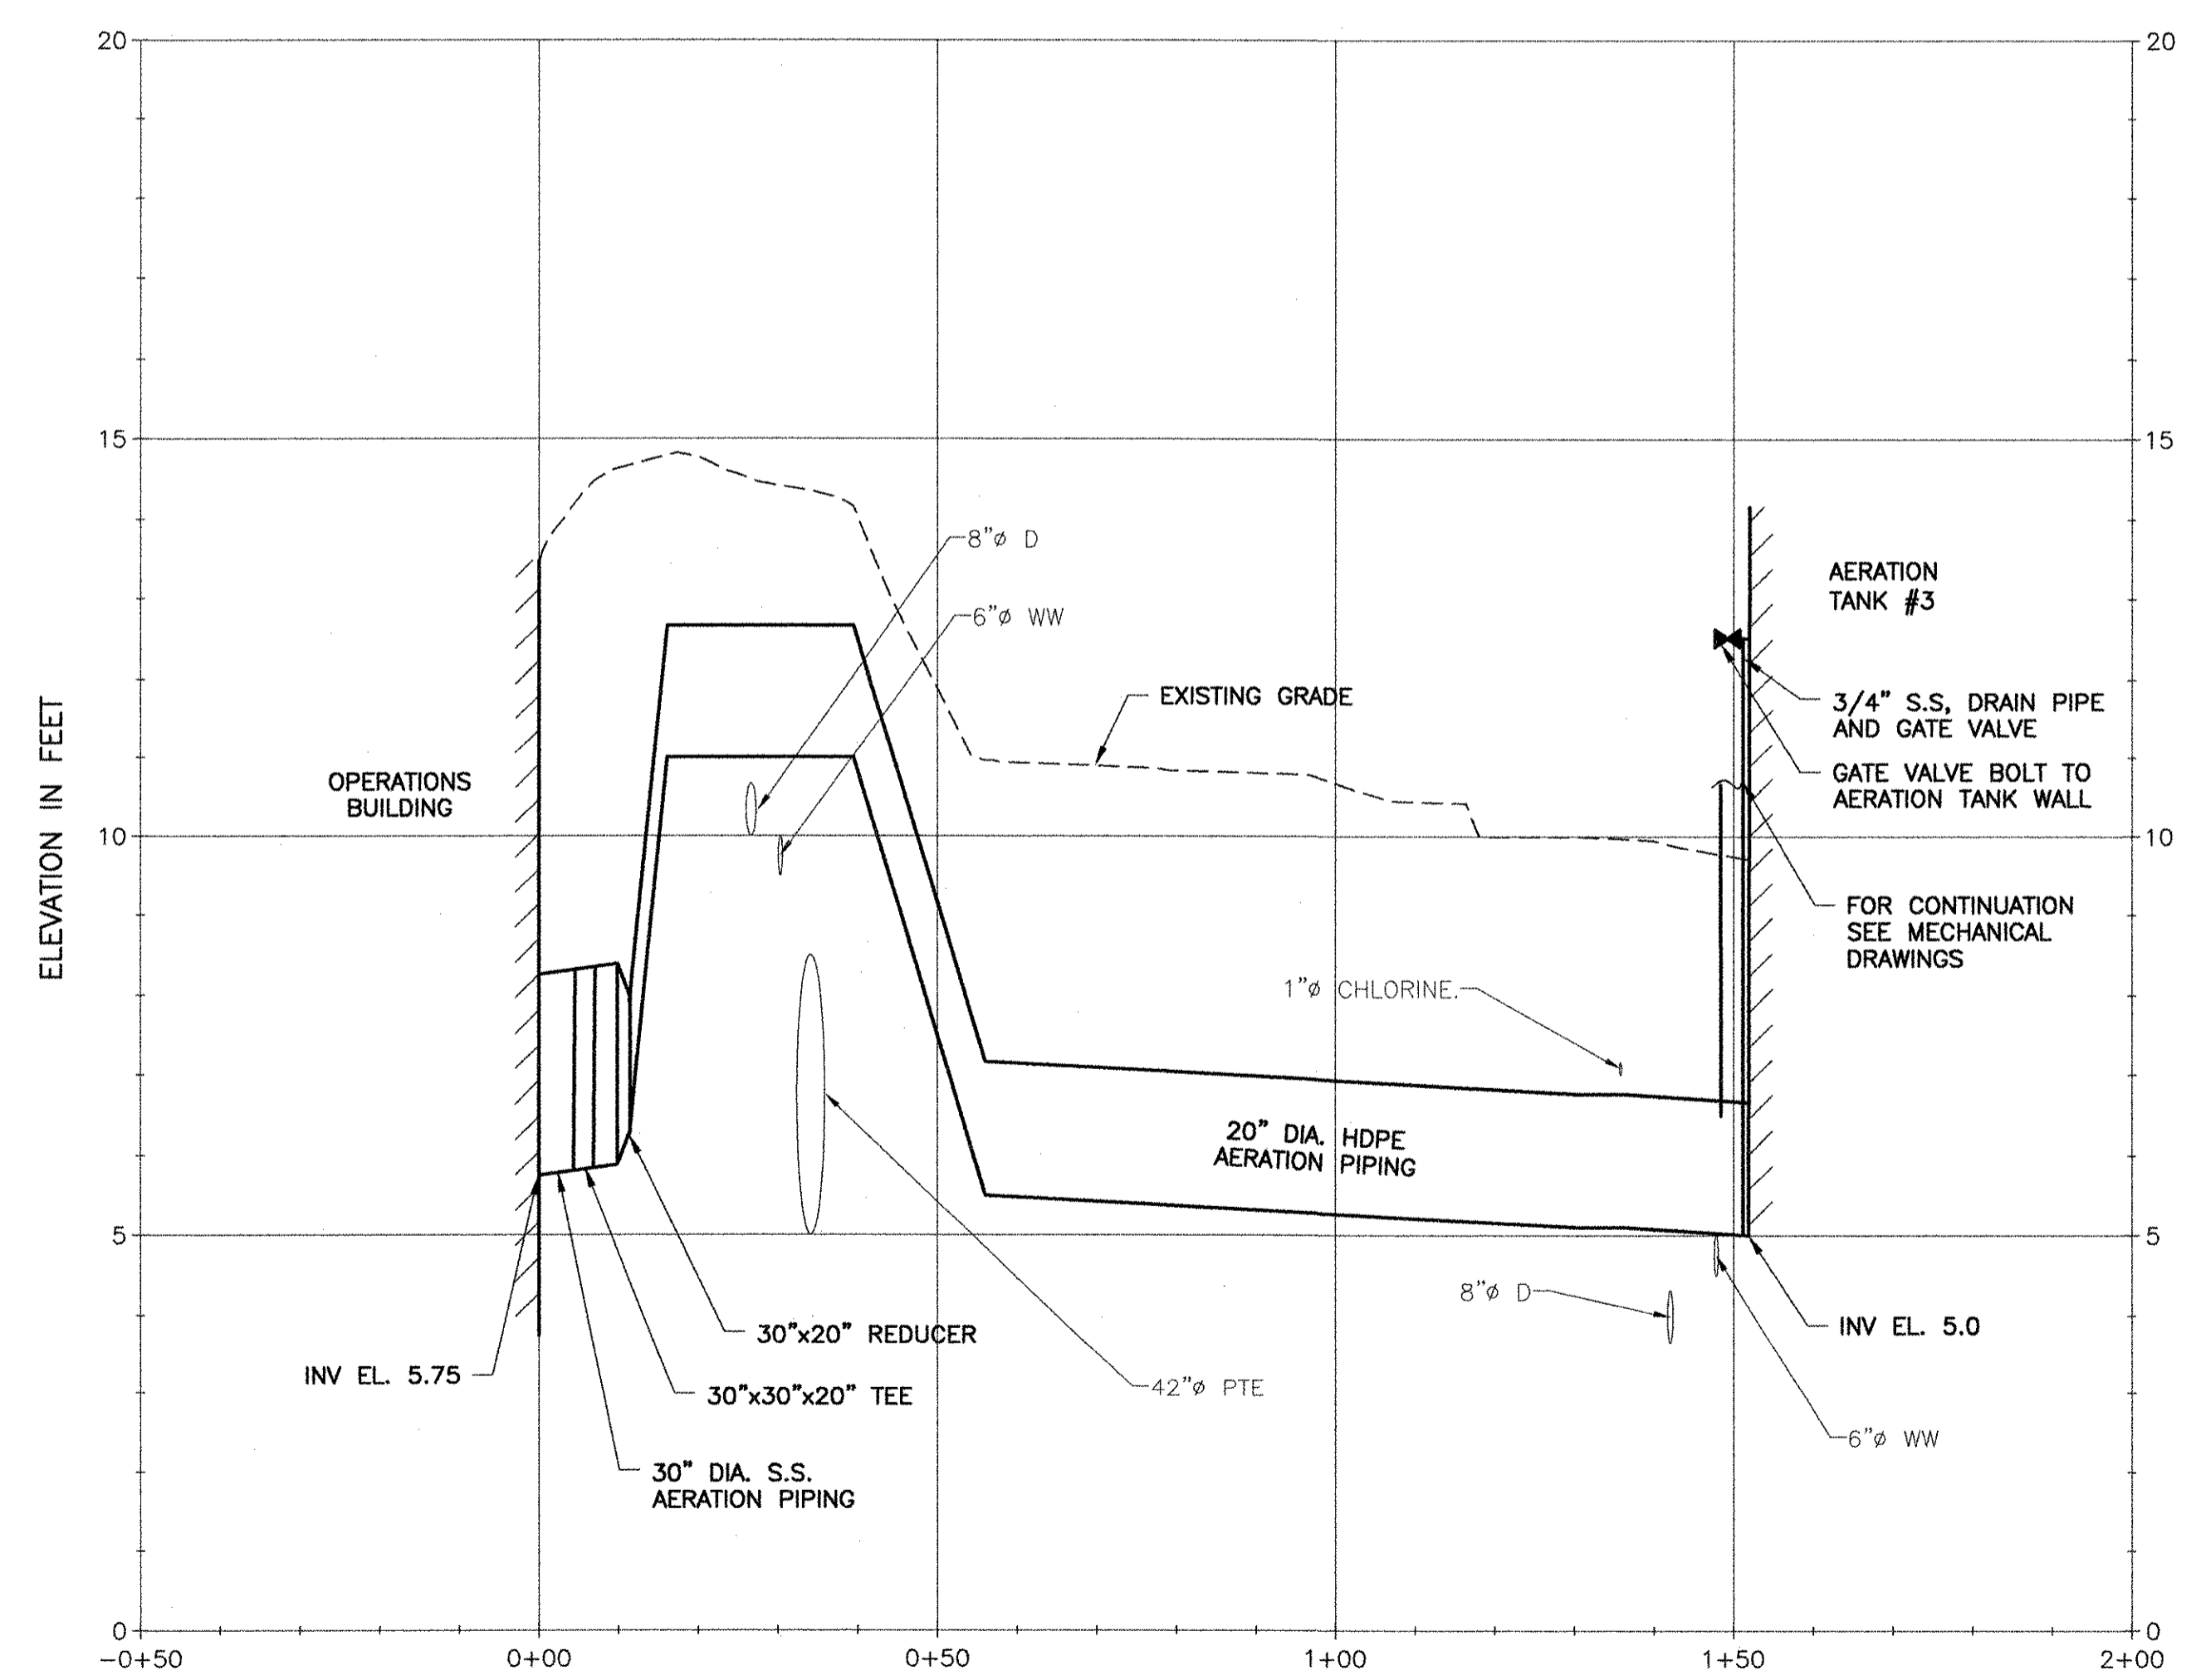 20
20
15
15
8"ø D
AERATION
TANK #3
6"ø WW
EXISTING GRADE
3/4" S.S, DRAIN PIPE
AND GATE VALVE
ELEVATION IN FEET
OPERATIONS
BUILDING
GATE VALVE BOLT TO
AERATION TANK WALL
10
10
FOR CONTINUATION
SEE MECHANICAL
DRAWINGS
1"ø CHLORINE.
20" DIA. HDPE
AERATION PIPING
5
5
8"ø D
INV EL. 5.0
30"x20" REDUCER
INV EL. 5.75
30"x30"x20" TEE
42"ø PTE
6"ø WW
30" DIA. S.S.
AERATION PIPING
0
0
-0+50
0+00
0+50
1+00
1+50
2+00